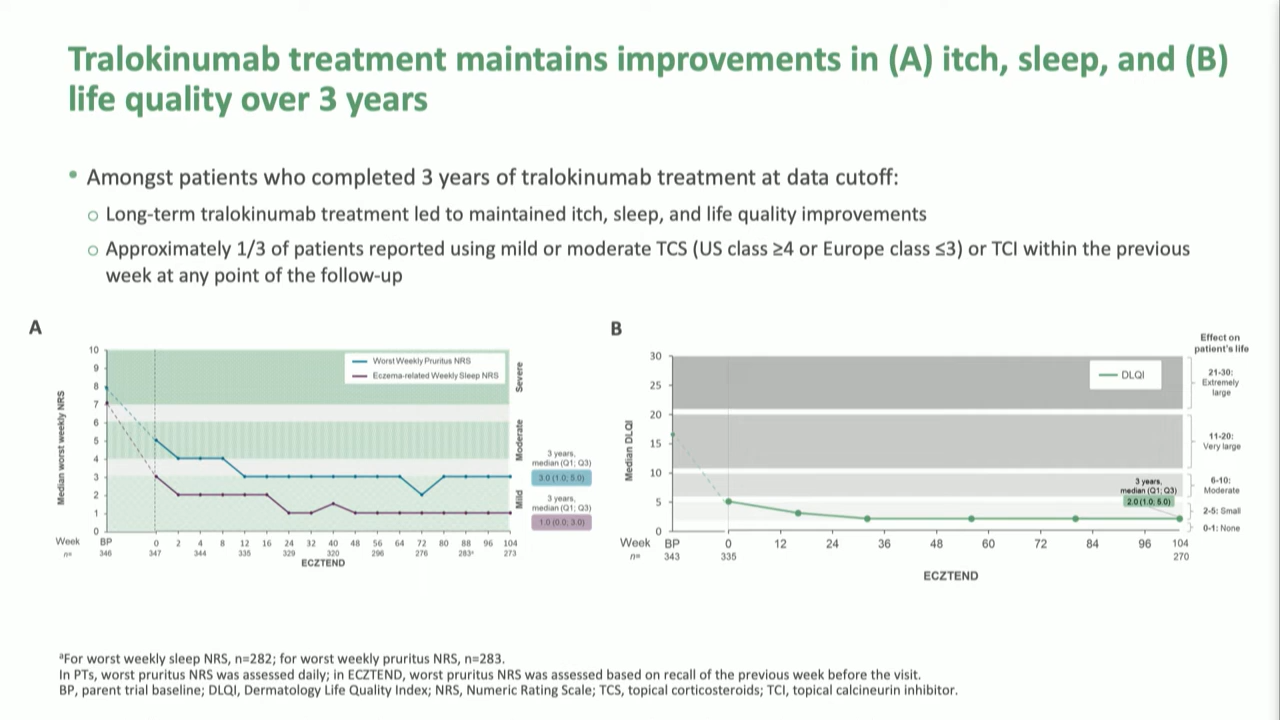 Tralokinumab treatment maintains improvements in (A) itch, sleep, and (B)
life quality over 3 years
• Amongst patients who completed 3 years of tralokinumab treatment at data cutoff:
o Long-term tralokinumab treatment led to maintained itch, sleep, and life quality improvements
o Approximately 1/3 of patients reported using mild or moderate TCS (US class ≥4 or Europe class ≤3) or TCI within the previous
week at any point of the follow-up
A
Median worst weekly NRS
10
9
8
7
6
5
4
3
2
1
0
Worst Weekly Pruritus NRS
Eczema-related Weekly Sleep NRS
Severe
Moderate
Mild
3 years,
median (Q1; Q3)
3.0 (1.0; 5.0)
3 years,
median (Q1; Q3)
1.0 (0.0; 3.0)
Week BP 0 2 4 8 12 16 24 32 40 48 56 64 72 80 88 96 104
nᵃ 346 347 344 335 329 320 296 276 283ᵃ 273
ECZTEND
B
Median DLQI
30
25
20
15
10
5
0
DLQI
3 years,
median (Q1; Q3)
2.0 (1.0; 5.0)
Effect on
patient's life
21-30:
Extremely
large
11-20:
Very large
6-10:
Moderate
2-5: Small
0-1: None
Week BP 0 12 24 36 48 60 72 84 96 104
n= 343 335 270
ECZTEND
ᵃFor worst weekly sleep NRS, n=282; for worst weekly pruritus NRS, n=283.
In PTs, worst pruritus NRS was assessed daily; in ECZTEND, worst pruritus NRS was assessed based on recall of the previous week before the visit.
BP, parent trial baseline; DLQI, Dermatology Life Quality Index; NRS, Numeric Rating Scale; TCS, topical corticosteroids; TCI, topical calcineurin inhibitor.